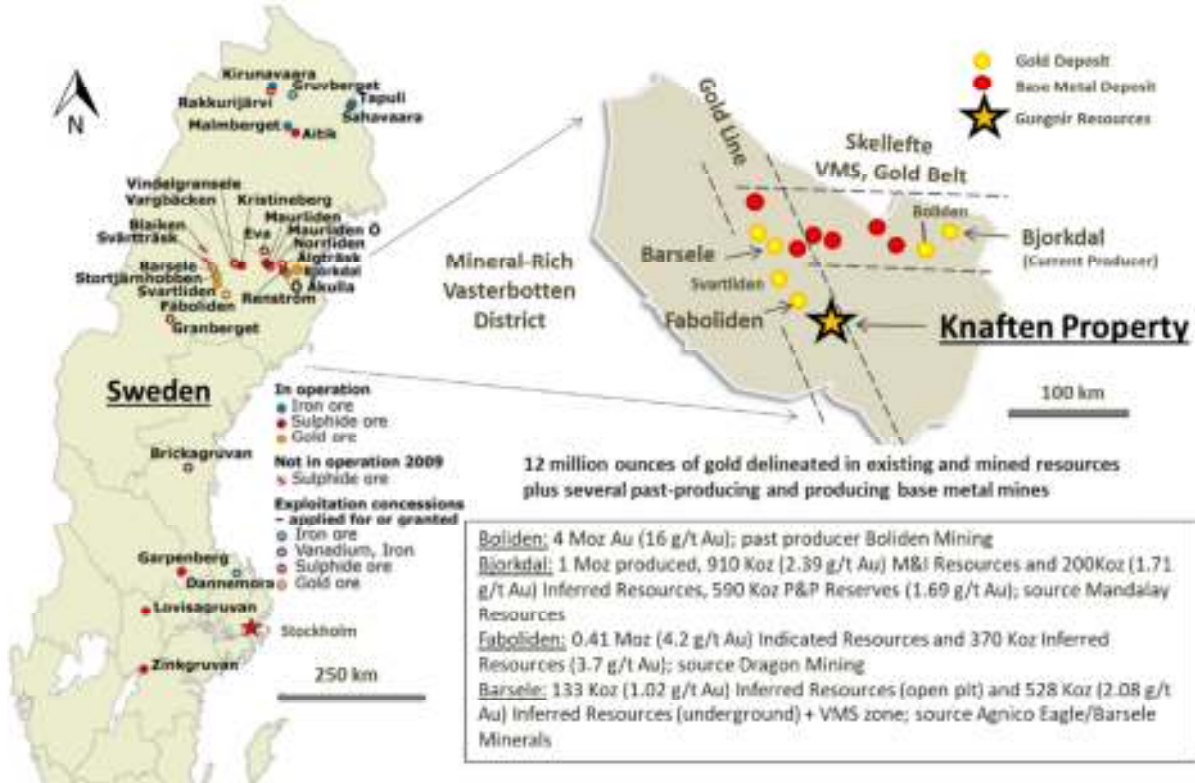 N
Kirunavaara
Gruvberget
Rakkurijärvi
Tapuli
Sahavaara
Malmberget
Aitik
Vindelgransele
Vargbäcken
Kristineberg
Blaiken
Svärtträsk
Eva
Maurliden
Maurliden Ö
Norrliden
Älgträsk
Björkdal
Åkulla
Barsele
Stortjärnhobben
Svartliden
Fäboliden
Renström
Granberget
Sweden
In operation
Iron ore
Sulphide ore
Gold ore
Not in operation 2009
Sulphide ore
Exploitation concessions
- applied for or granted
Iron ore
Vanadium, Iron
Sulphide ore
Gold ore
Brickagruvan
Garpenberg
Dannemora
Lovisagruvan
Stockholm
Zinkgruvan
250 km
Gold Deposit
Base Metal Deposit
Gungnir Resources
Gold Line
Skellefte
VMS, Gold Belt
Boliden
Bjorkdal
(Current Producer)
Barsele
Svartliden
Faboliden
Mineral-Rich
Vasterbotten
District
Knaften Property
100 km
12 million ounces of gold delineated in existing and mined resources
plus several past-producing and producing base metal mines
Boliden: 4 Moz Au (16 g/t Au); past producer Boliden Mining
Bjorkdal: 1 Moz produced, 910 Koz (2.39 g/t Au) M&I Resources and 200Koz (1.71
g/t Au) Inferred Resources, 590 Koz P&P Reserves (1.69 g/t Au); source Mandalay
Resources
Faboliden: 0.41 Moz (4.2 g/t Au) Indicated Resources and 370 Koz Inferred
Resources (3.7 g/t Au); source Dragon Mining
Barsele: 133 Koz (1.02 g/t Au) Inferred Resources (open pit) and 528 Koz (2.08 g/t
Au) Inferred Resources (underground) + VMS zone; source Agnico Eagle/Barsele
Minerals